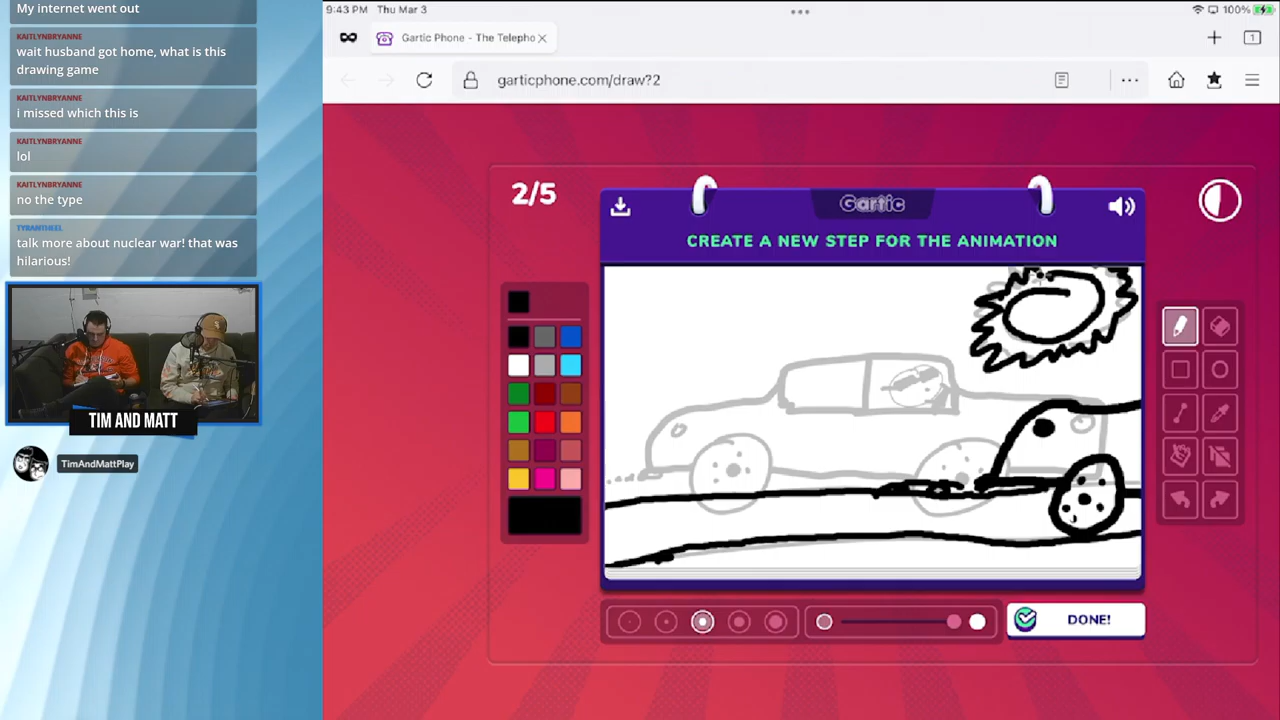 My internet went out
KAITLYNBRYANNE
wait husband got home, what is this
drawing game
KAITLYNBRYANNE
i missed which this is
KAITLYNBRYANNE
lol
KAITLYNBRYANNE
no the type
TYRANTHEEL
talk more about nuclear war! that was
hilarious!
TIM AND MATT
TimAndMattPlay
9:43 PM Thu Mar 3
100%
Gartic Phone - The Telepho
1
garticphone.com/draw?2
2/5
Gartic
CREATE A NEW STEP FOR THE ANIMATION
DONE!